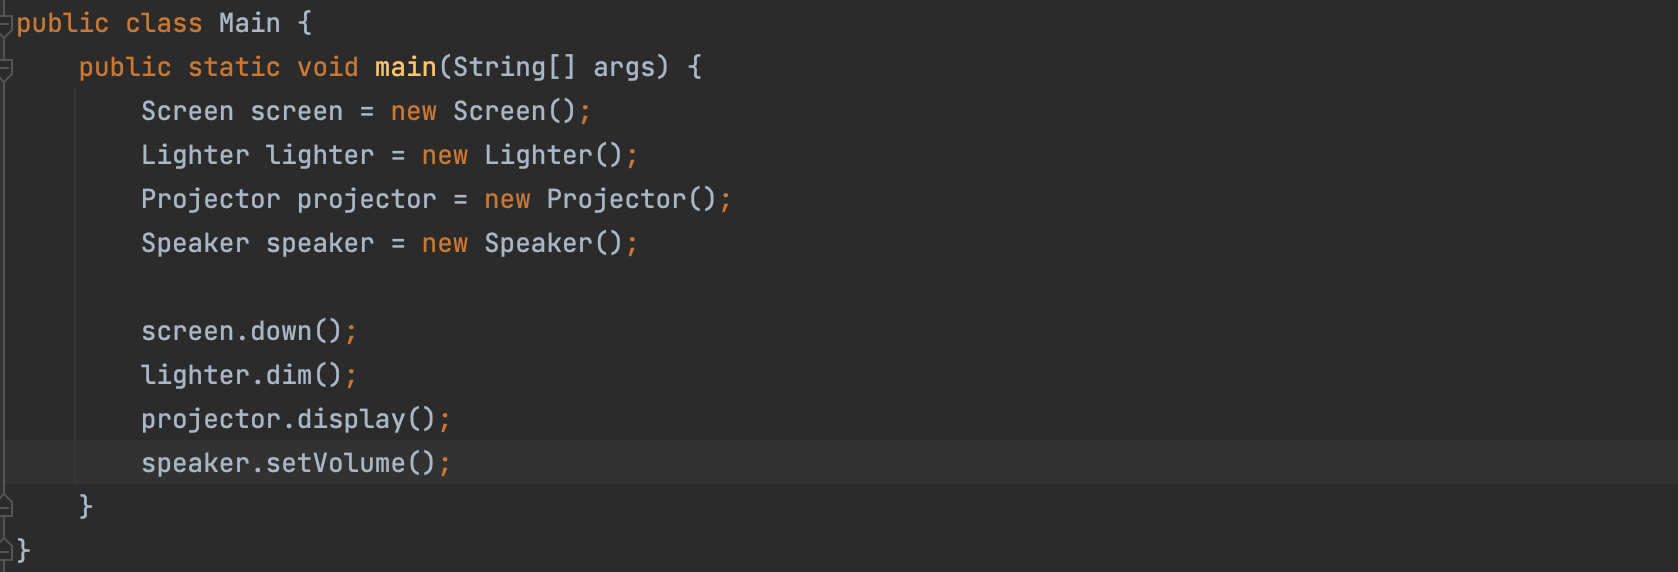 public class Main {
    public static void main(String[] args) {
        Screen screen = new Screen();
        Lighter lighter = new Lighter();
        Projector projector = new Projector();
        Speaker speaker = new Speaker();

        screen.down();
        lighter.dim();
        projector.display();
        speaker.setVolume();
    }
}